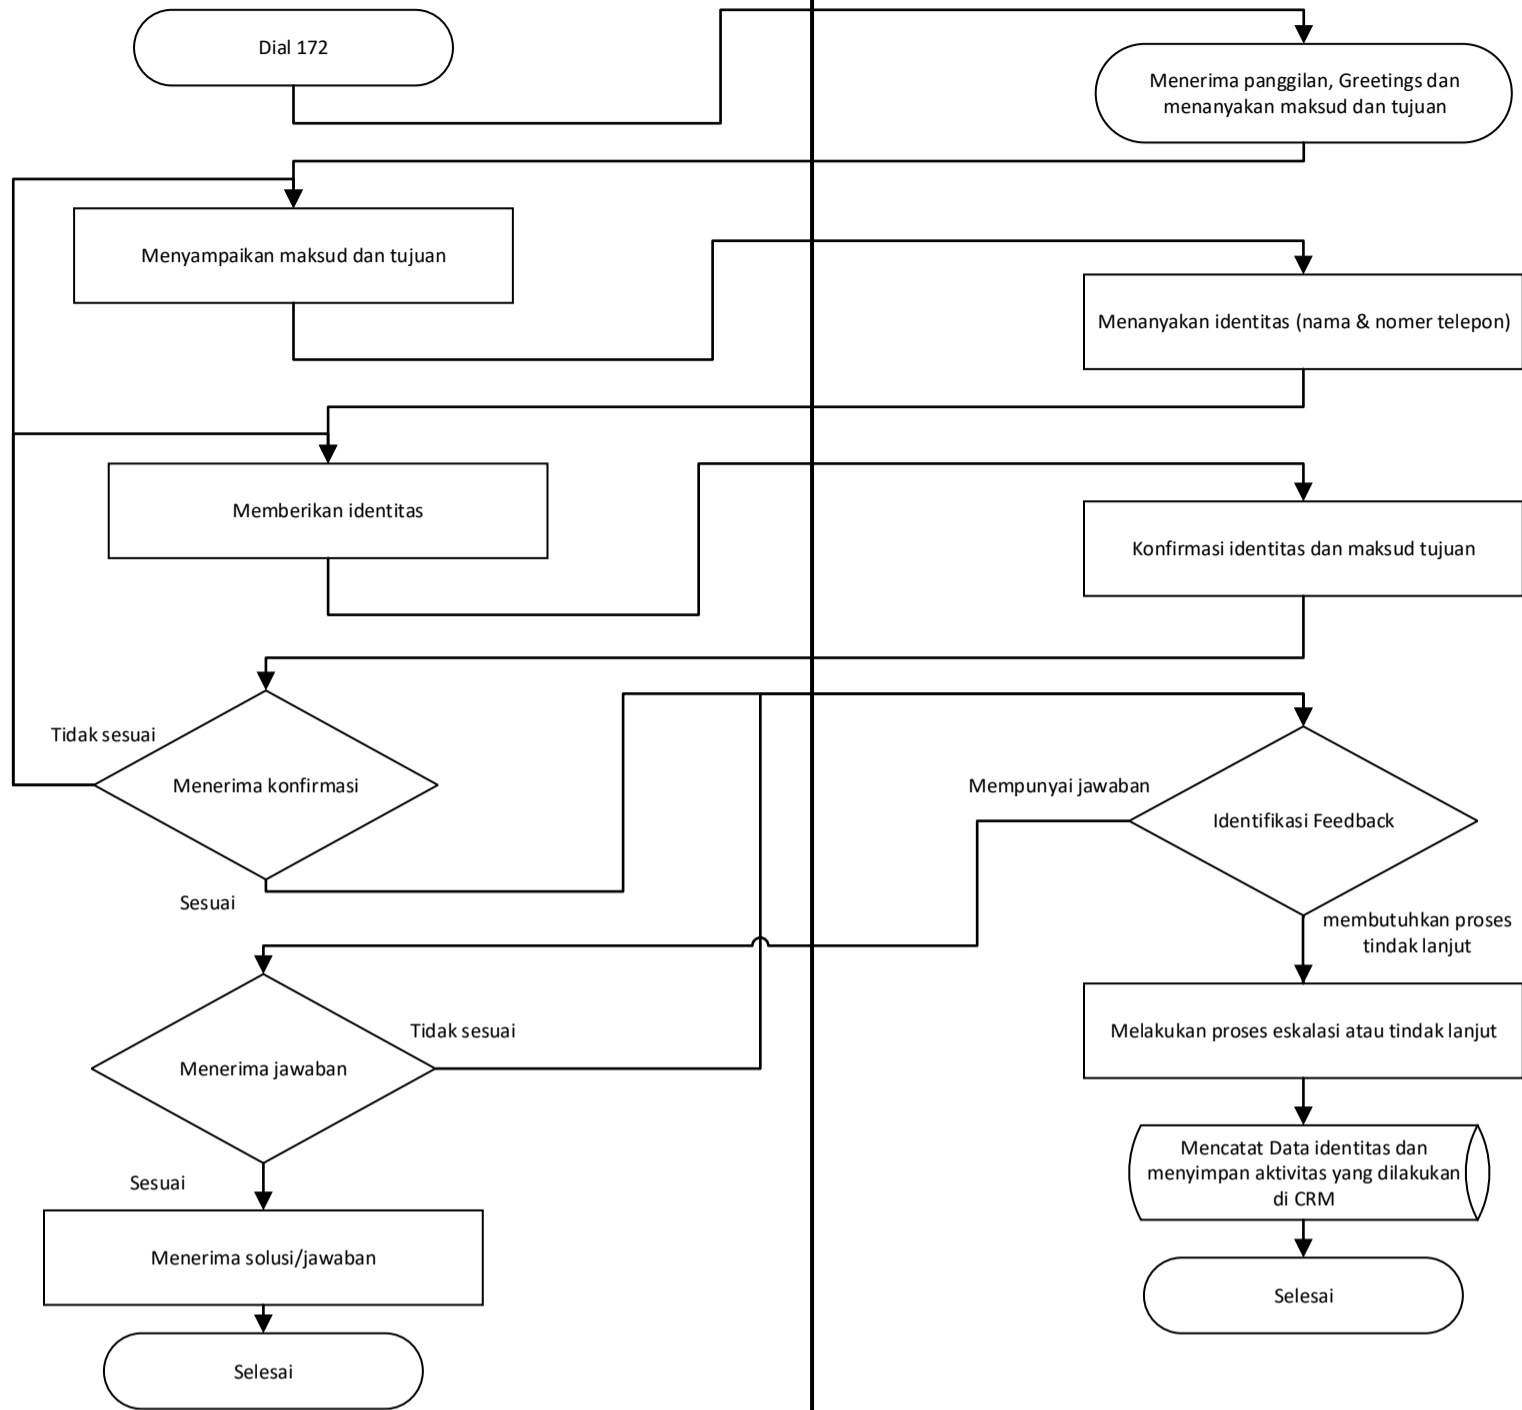 Dial 172
Menerima panggilan, Greetings dan
menanyakan maksud dan tujuan
Menyampaikan maksud dan tujuan
Menanyakan identitas (nama & nomer telepon)
Memberikan identitas
Konfirmasi identitas dan maksud tujuan
Tidak sesuai
Menerima konfirmasi
Sesuai
Mempunyai jawaban
Identifikasi Feedback
membutuhkan proses
tindak lanjut
Tidak sesuai
Menerima jawaban
Sesuai
Melakukan proses eskalasi atau tindak lanjut
Mencatat Data identitas dan
menyimpan aktivitas yang dilakukan
di CRM
Menerima solusi/jawaban
Selesai
Selesai